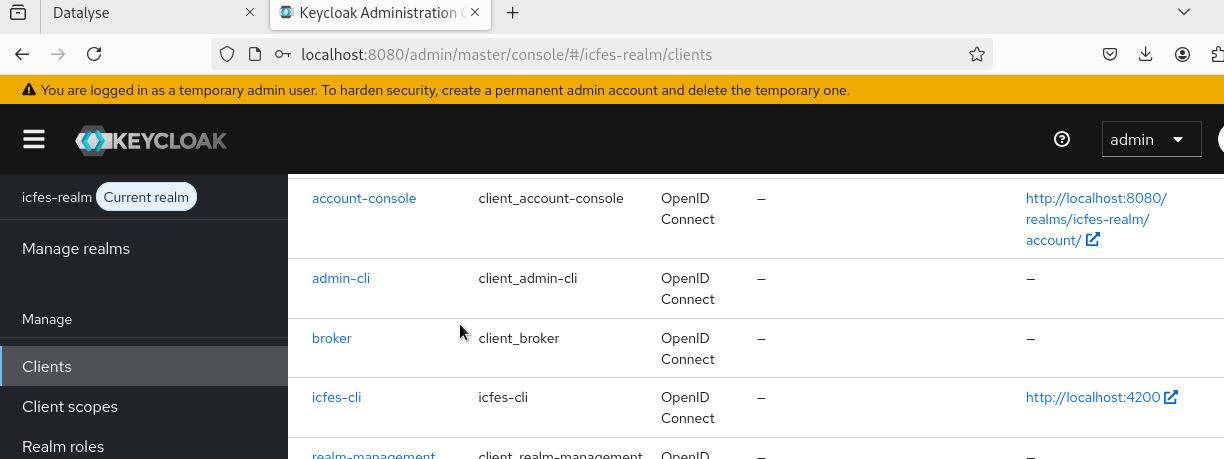 Datalyse
Keycloak Administration C
localhost:8080/admin/master/console/#/icfes-realm/clients
You are logged in as a temporary admin user. To harden security, create a permanent admin account and delete the temporary one.
KEYCLOAK
admin
icfes-realm Current realm
Manage realms
Manage
Clients
Client scopes
Realm roles
account-console client_account-console OpenID – http://localhost:8080/
Connect realms/icfes-realm/
account/
admin-cli client_admin-cli OpenID – –
Connect
broker client_broker OpenID – –
Connect
icfes-cli icfes-cli OpenID – http://localhost:4200
Connect
realm-management client_realm-management OpenID – –